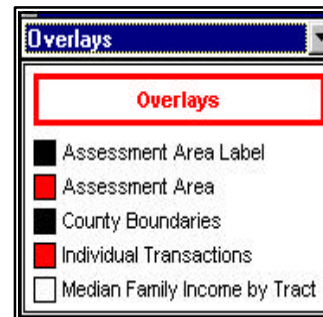 Overlays
Overlays
Assessment Area Label
Assessment Area
County Boundaries
Individual Transactions
Median Family Income by Tract